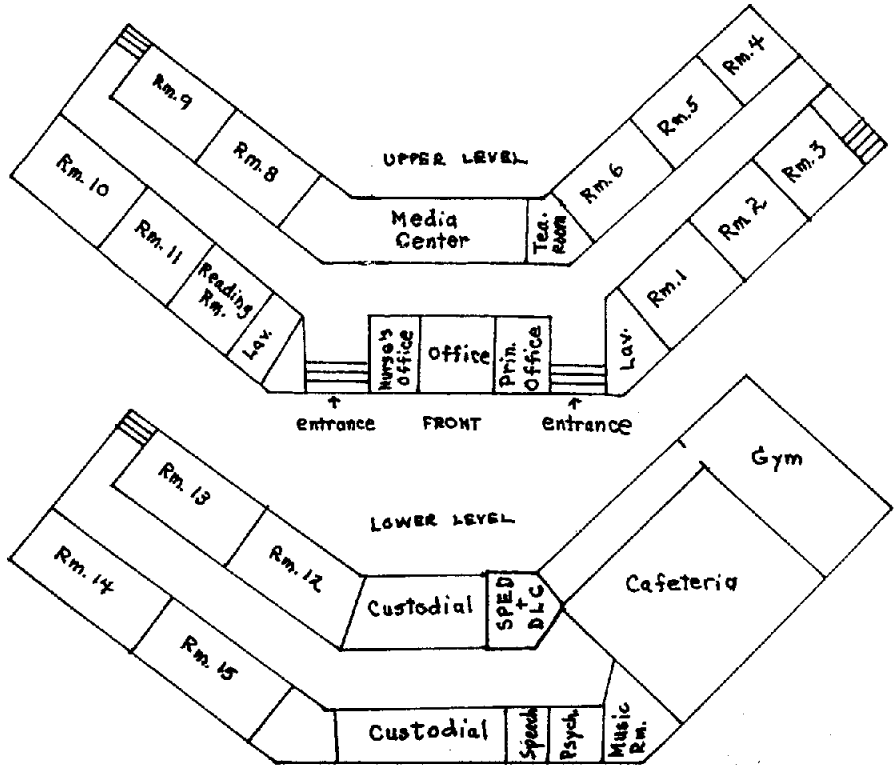 Rm. 9
Rm. 8
UPPER LEVEL
Rm. 4
Rm. 5
Rm. 6
Rm. 3
Rm. 2
Rm. 1
Media
Center
Tea.
Room
Rm. 10
Rm. 11
Reading
Rm.
Lav.
Nurse's
Office
Office
Prin.
Office
Lav.
entrance
FRONT
entrance
Rm. 13
Rm. 12
LOWER LEVEL
Gym
Cafeteria
Custodial
SPED
+
DLC
Rm. 14
Rm. 15
Custodial
Speech
Psych.
Music
Rm.